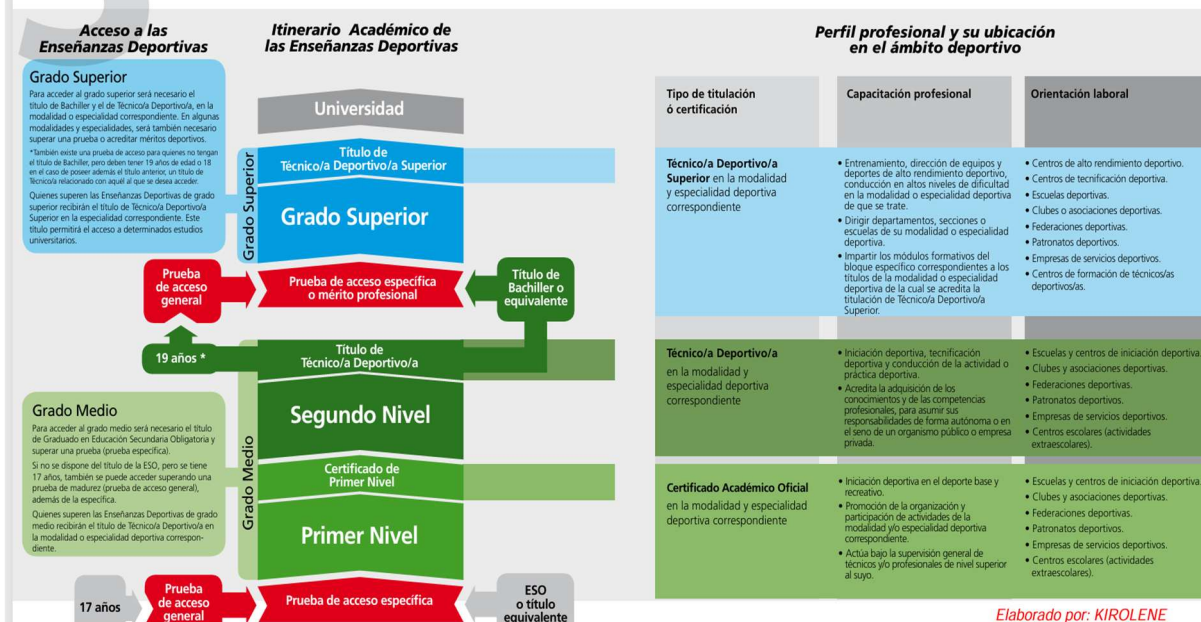 Acceso a las
Enseñanzas Deportivas
Grado Superior
Para acceder al grado superior será necesario el
título de Bachiller y el de Técnico/a Deportivo/a, en la
modalidad o especialidad correspondiente. En algunas
modalidades y especialidades, será también necesario
superar una prueba o acreditar méritos deportivos.
*También existe una prueba de acceso para quienes no tengan
el título de Bachiller, pero deben tener 19 años de edad o 18
en el caso de poseer además el título anterior, un título de
Técnico/a relacionado con aquél al que se desea acceder.
Quienes superen las Enseñanzas Deportivas de grado
superior recibirán el título de Técnico/a Deportivo/a
Superior en la especialidad correspondiente. Este
título permitirá el acceso a determinados estudios
universitarios.
Itinerario Académico de
las Enseñanzas Deportivas
Universidad
Grado Superior
Título de
Técnico/a Deportivo/a Superior
Grado Superior
Prueba
de acceso
general
Prueba de acceso específica
o mérito profesional
Título de
Bachiller o
equivalente
19 años *
Título de
Técnico/a Deportivo/a
Grado Medio
Para acceder al grado medio será necesario el título
de Graduado en Educación Secundaria Obligatoria y
superar una prueba (prueba específica).
Si no se dispone del título de la ESO, pero se tiene
17 años, también se puede acceder superando una
prueba de madurez (prueba de acceso general),
además de la específica.
Quienes superen las Enseñanzas Deportivas de grado
medio recibirán el título de Técnico/a Deportivo/a en
la modalidad o especialidad deportiva correspon-
diente.
Grado Medio
Segundo Nivel
Certificado de
Primer Nivel
Primer Nivel
17 años
Prueba
de acceso
general
Prueba de acceso específica
ESO
o título
equivalente
Perfil profesional y su ubicación
en el ámbito deportivo
Tipo de titulación
ó certificación
Capacitación profesional
Orientación laboral
Técnico/a Deportivo/a
Superior en la modalidad
y especialidad deportiva
correspondiente
• Entrenamiento, dirección de equipos y
deportes de alto rendimiento deportivo,
conducción en altos niveles de dificultad
en la modalidad o especialidad deportiva
de que se trate.
• Dirigir departamentos, secciones o
escuelas de su modalidad o especialidad
deportiva.
• Impartir los módulos formativos del
bloque específico correspondientes a los
títulos de la modalidad o especialidad
deportiva de la cual se acredita la
titulación de Técnico/a Deportivo/a
Superior.
• Centros de alto rendimiento deportivo.
• Centros de tecnificación deportiva.
• Escuelas deportivas.
• Clubes o asociaciones deportivas.
• Federaciones deportivas.
• Patronatos deportivos.
• Empresas de servicios deportivos.
• Centros de formación de técnicos/as
deportivos/as.
Técnico/a Deportivo/a
en la modalidad y
especialidad deportiva
correspondiente
• Iniciación deportiva, tecnificación
deportiva y conducción de la actividad o
práctica deportiva.
• Acredita la adquisición de los
conocimientos y de las competencias
profesionales, para asumir sus
responsabilidades de forma autónoma o en
el seno de un organismo público o empresa
privada.
• Escuelas y centros de iniciación deportiva.
• Clubes y asociaciones deportivas.
• Federaciones deportivas.
• Patronatos deportivos.
• Empresas de servicios deportivos.
• Centros escolares (actividades
extraescolares).
Certificado Académico Oficial
en la modalidad y especialidad
deportiva correspondiente
• Iniciación deportiva en el deporte base y
recreativo.
• Promoción de la organización y
participación de actividades de la
modalidad y/o especialidad deportiva
correspondiente.
• Actúa bajo la supervisión general de
técnicos y/o profesionales de nivel superior
al suyo.
• Escuelas y centros de iniciación deportiva.
• Clubes y asociaciones deportivas.
• Federaciones deportivas.
• Patronatos deportivos.
• Empresas de servicios deportivos.
• Centros escolares (actividades
extraescolares).
Elaborado por: KIROLENE